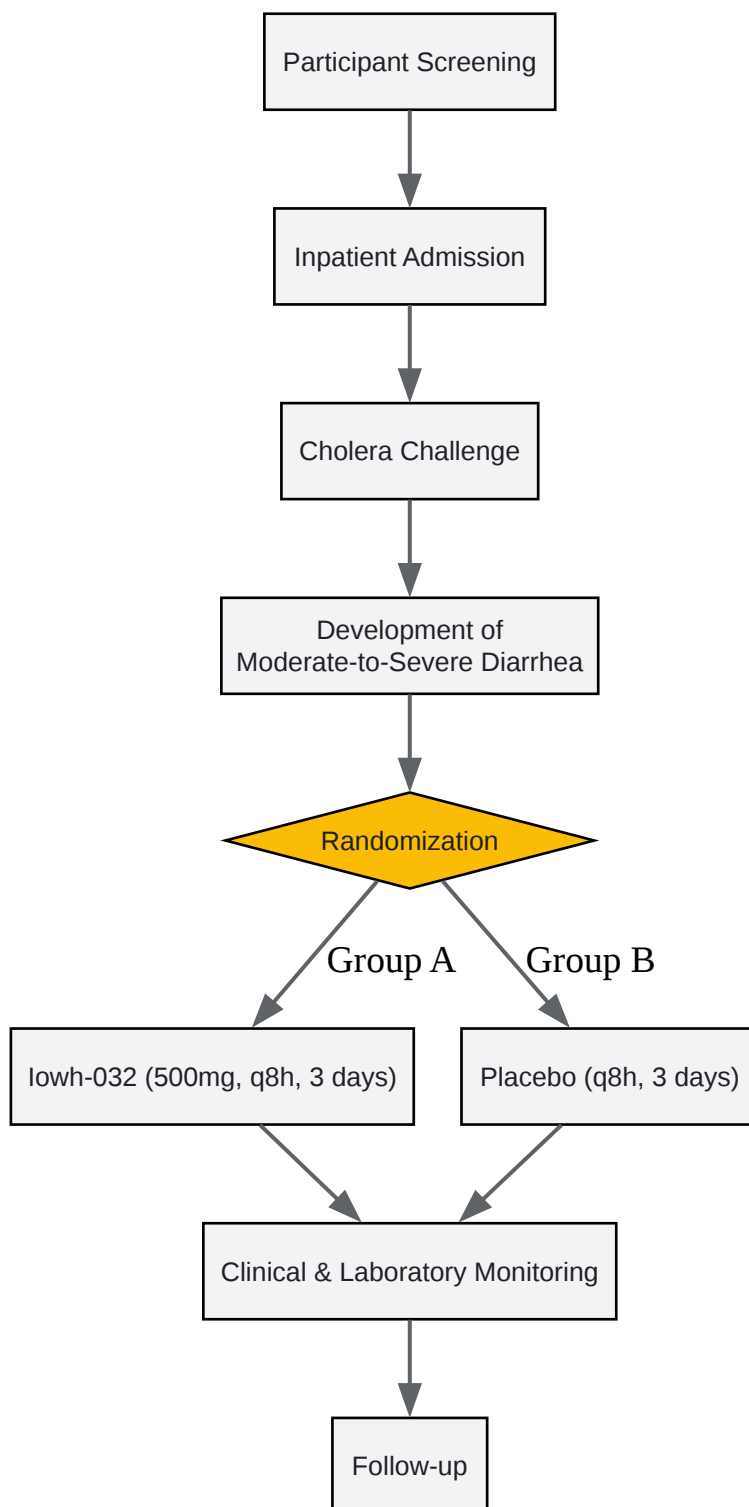 Participant Screening
Inpatient Admission
Cholera Challenge
Development of
Moderate-to-Severe Diarrhea
Randomization
Group A
Group B
Iowh-032 (500mg, q8h, 3 days)
Placebo (q8h, 3 days)
Clinical & Laboratory Monitoring
Follow-up